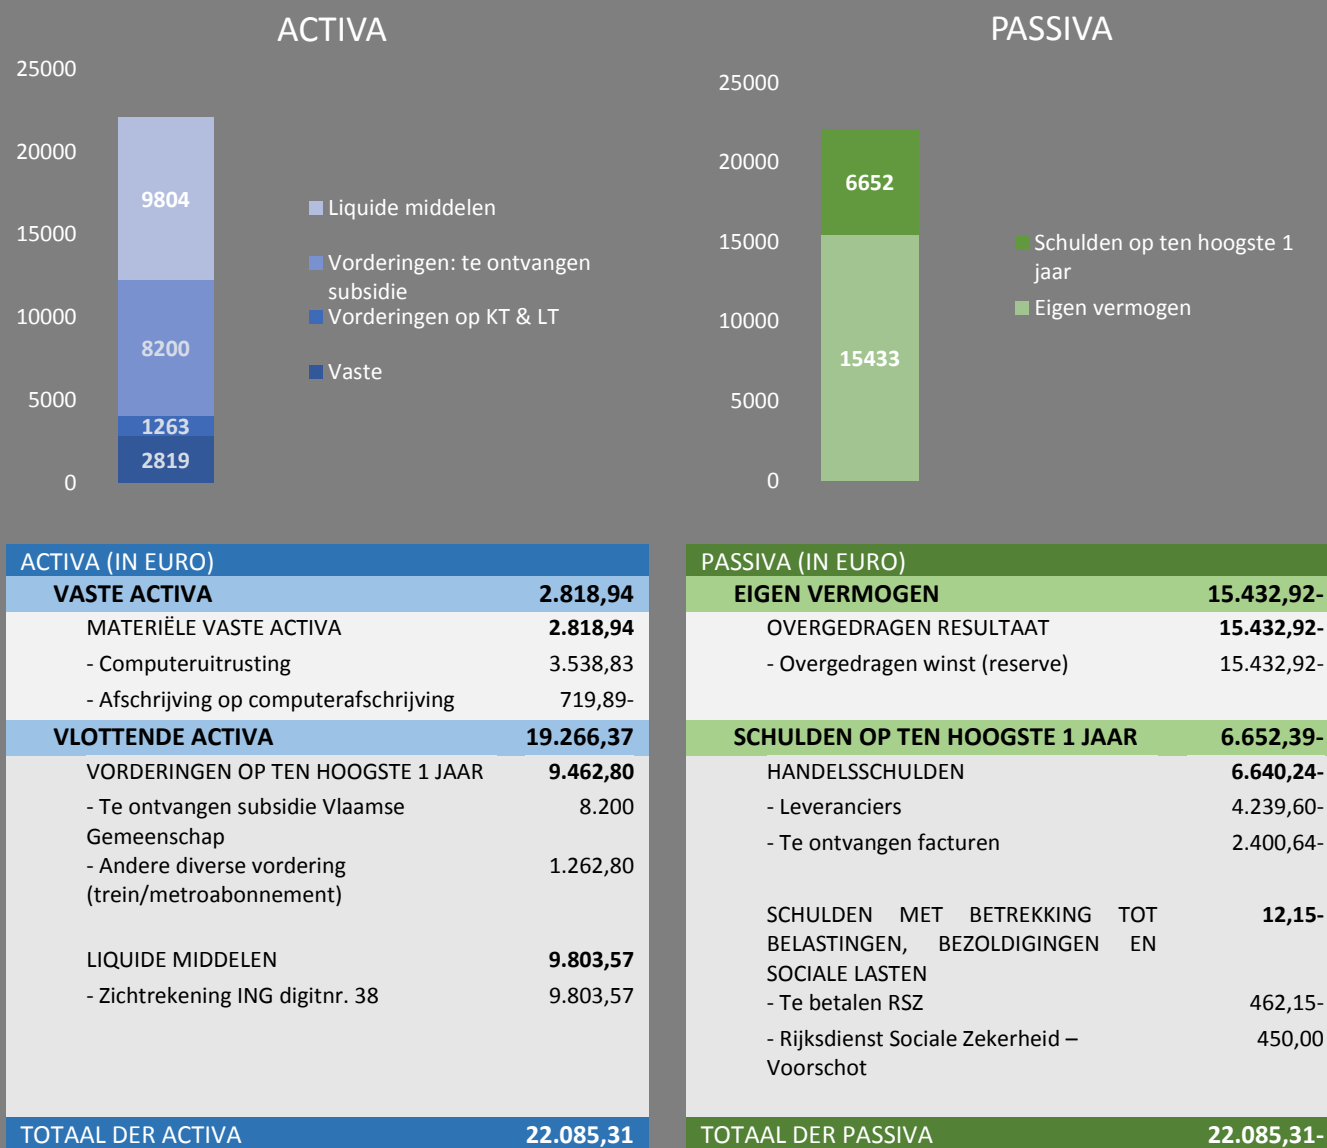 ACTIVA
25000
20000
15000
10000
5000
0
9804
8200
1263
2819
Liquide middelen
Vorderingen: te ontvangen
subsidie
Vorderingen op KT & LT
Vaste
PASSIVA
25000
20000
15000
10000
5000
0
6652
15433
Schulden op ten hoogste 1
jaar
Eigen vermogen
ACTIVA (IN EURO)
VASTE ACTIVA 2.818,94
MATERIËLE VASTE ACTIVA 2.818,94
- Computeruitrusting 3.538,83
- Afschrijving op computerafschrijving 719,89-
VLOTTENDE ACTIVA 19.266,37
VORDERINGEN OP TEN HOOGSTE 1 JAAR 9.462,80
- Te ontvangen subsidie Vlaamse 8.200
Gemeenschap
- Andere diverse vordering 1.262,80
(trein/metroabonnement)
LIQUIDE MIDDELEN 9.803,57
- Zichtrekening ING digitnr. 38 9.803,57
TOTAAL DER ACTIVA 22.085,31
PASSIVA (IN EURO)
EIGEN VERMOGEN 15.432,92-
OVERGEDRAGEN RESULTAAT 15.432,92-
- Overgedragen winst (reserve) 15.432,92-
SCHULDEN OP TEN HOOGSTE 1 JAAR 6.652,39-
HANDELSSCHULDEN 6.640,24-
- Leveranciers 4.239,60-
- Te ontvangen facturen 2.400,64-
SCHULDEN MET BETREKKING TOT 12,15-
BELASTINGEN, BEZOLDIGINGEN EN
SOCIALE LASTEN
- Te betalen RSZ 462,15-
- Rijksdienst Sociale Zekerheid – 450,00
Voorschot
TOTAAL DER PASSIVA 22.085,31-